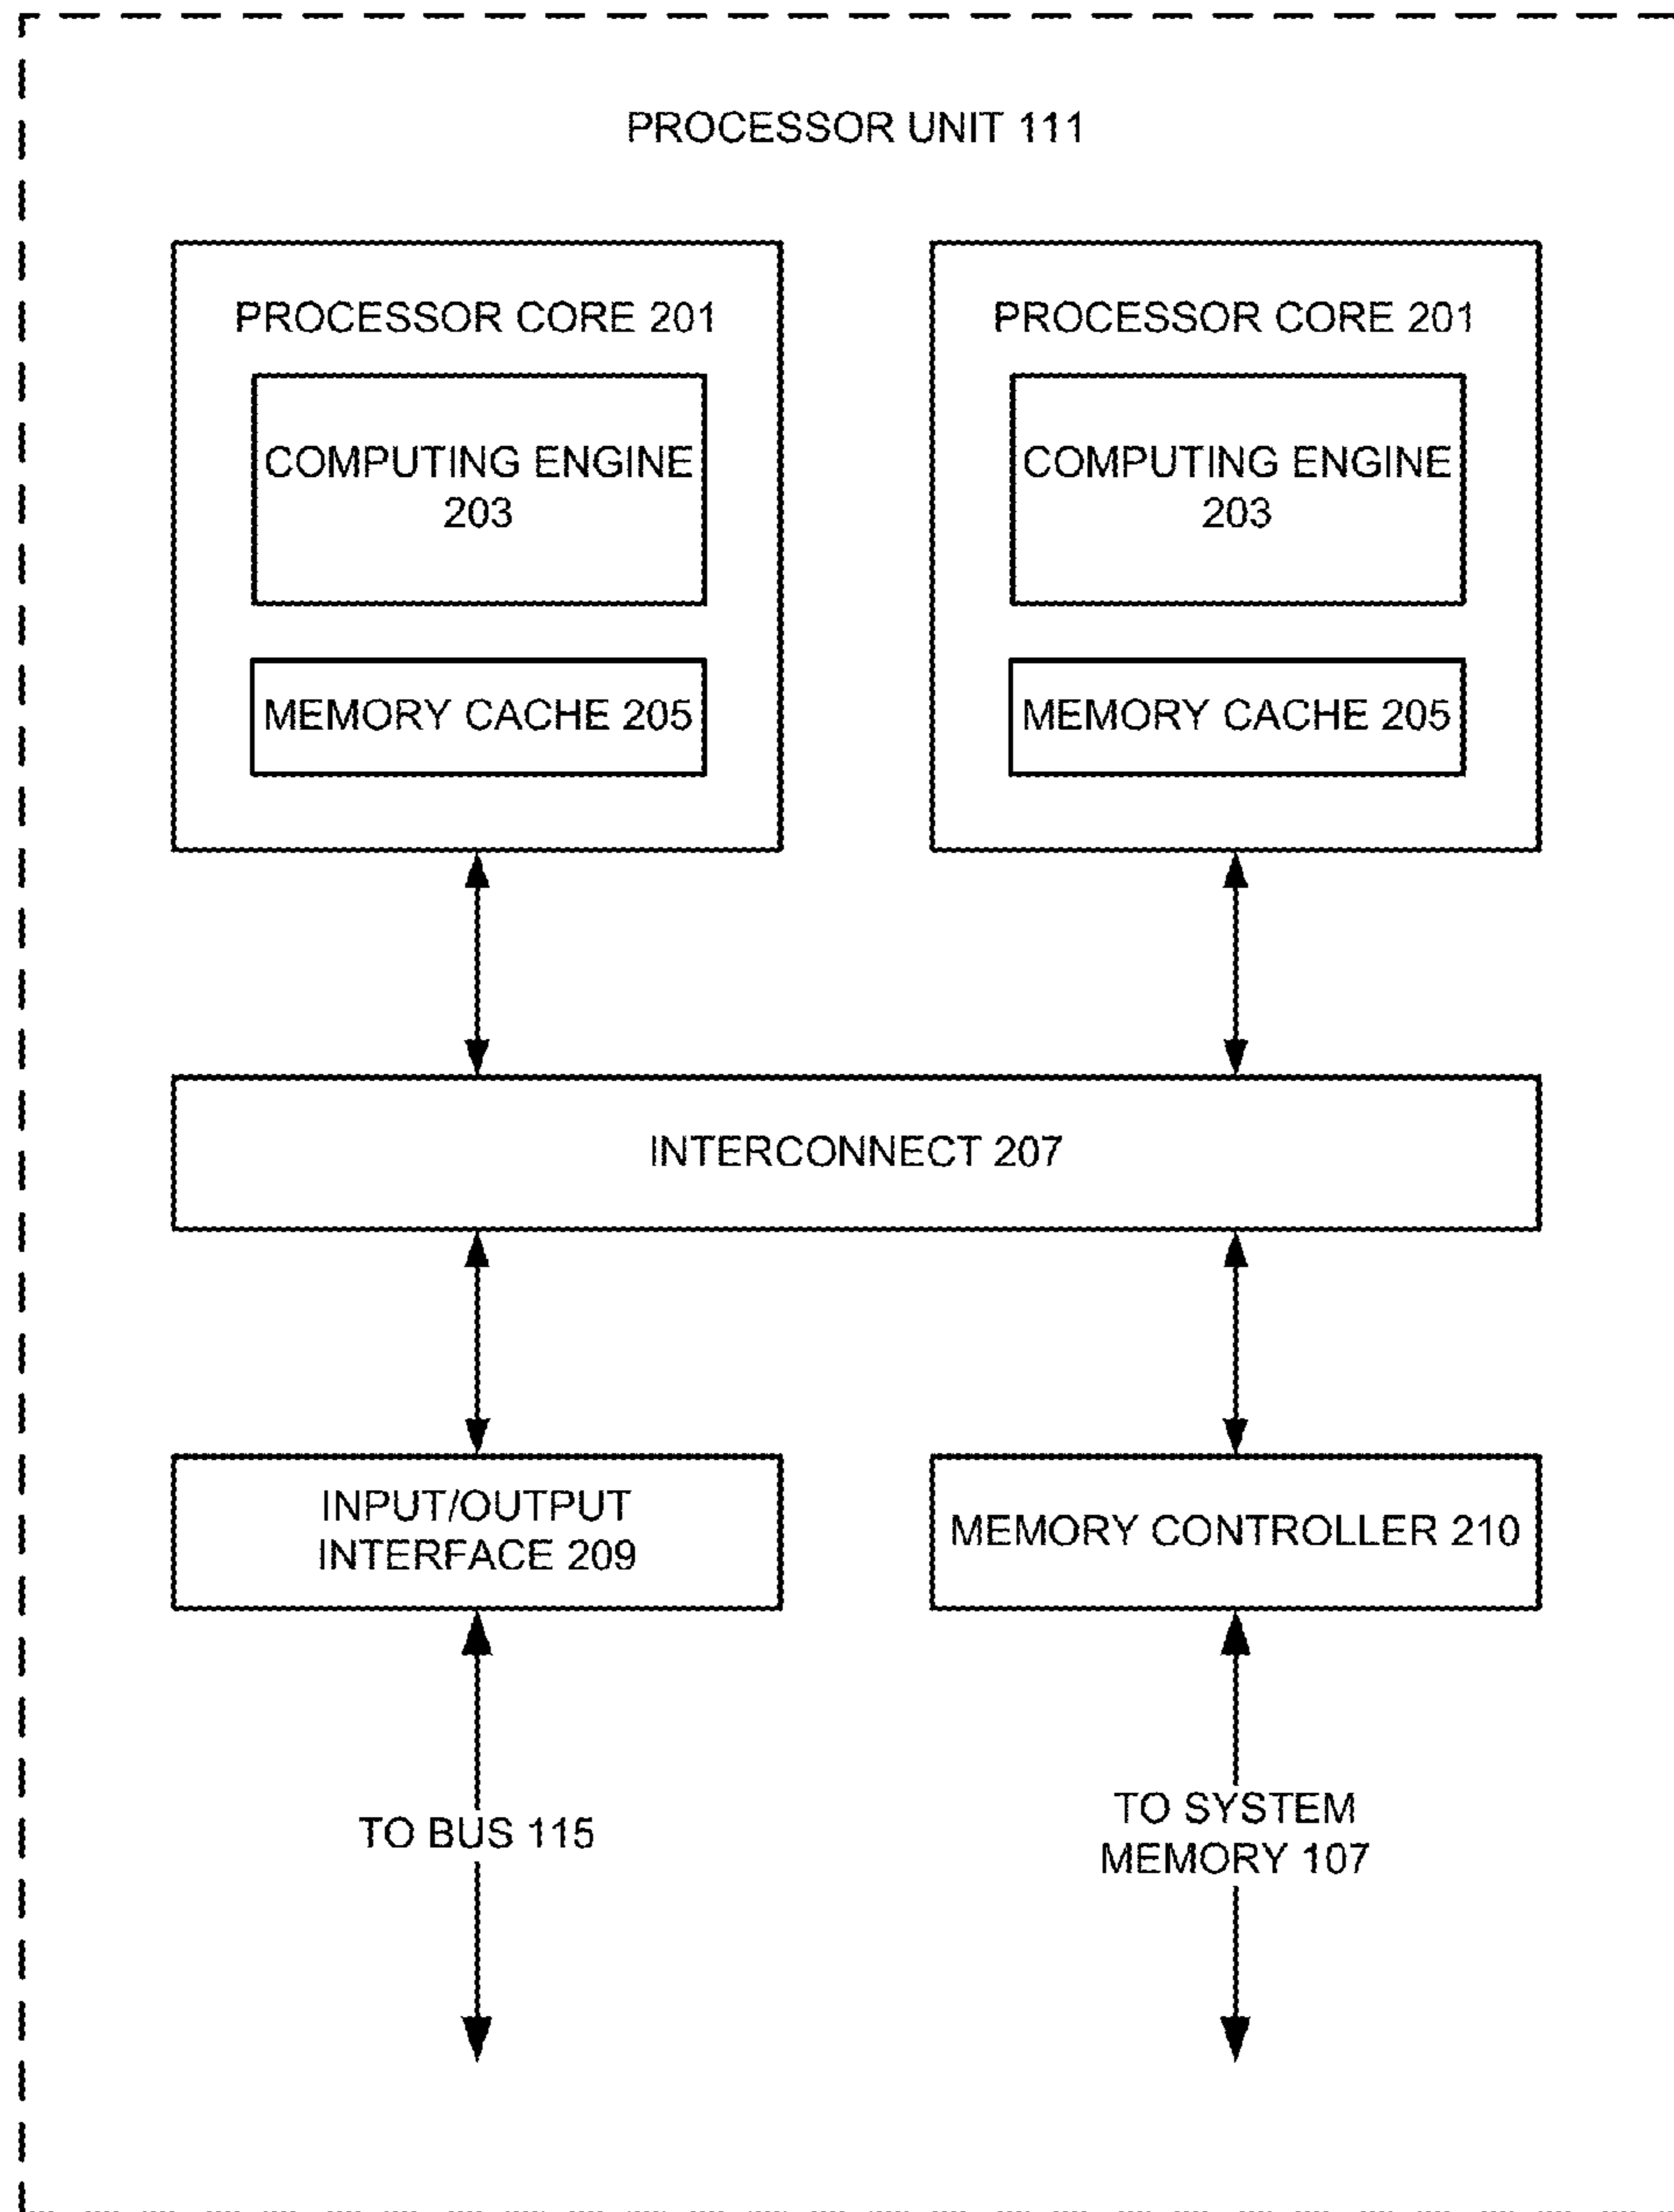 PROCESSOR UNIT 111
PROCESSOR CORE 201
COMPUTING ENGINE
203
MEMORY CACHE 205
PROCESSOR CORE 201
COMPUTING ENGINE
203
MEMORY CACHE 205
INTERCONNECT 207
INPUT/OUTPUT
INTERFACE 209
MEMORY CONTROLLER 210
TO BUS 115
TO SYSTEM
MEMORY 107